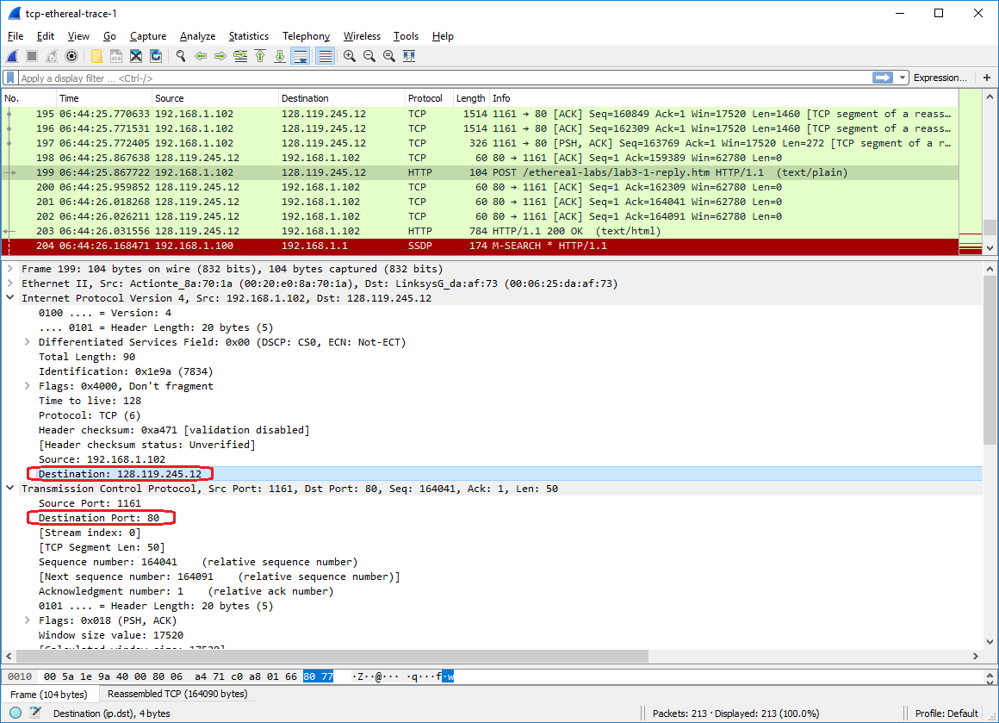 tcp-ethereal-trace-1
File Edit View Go Capture Analyze Statistics Telephony Wireless Tools Help
Apply a display filter ... <Ctrl-/> Expression... +
No. Time Source Destination Protocol Length Info
195 06:44:25.770633 192.168.1.102 128.119.245.12 TCP 1514 1161 → 80 [ACK] Seq=160849 Ack=1 Win=17520 Len=1460 [TCP segment of a reass…
196 06:44:25.771531 192.168.1.102 128.119.245.12 TCP 1514 1161 → 80 [ACK] Seq=162309 Ack=1 Win=17520 Len=1460 [TCP segment of a reass…
197 06:44:25.772405 192.168.1.102 128.119.245.12 TCP 326 1161 → 80 [PSH, ACK] Seq=163769 Ack=1 Win=17520 Len=272 [TCP segment of a r…
198 06:44:25.867638 128.119.245.12 192.168.1.102 TCP 60 80 → 1161 [ACK] Seq=1 Ack=159389 Win=62780 Len=0
199 06:44:25.867722 192.168.1.102 128.119.245.12 HTTP 104 POST /ethereal-labs/lab3-1-reply.htm HTTP/1.1 (text/plain)
200 06:44:25.959852 128.119.245.12 192.168.1.102 TCP 60 80 → 1161 [ACK] Seq=1 Ack=162309 Win=62780 Len=0
201 06:44:26.018268 128.119.245.12 192.168.1.102 TCP 60 80 → 1161 [ACK] Seq=1 Ack=164041 Win=62780 Len=0
202 06:44:26.026211 128.119.245.12 192.168.1.102 TCP 60 80 → 1161 [ACK] Seq=1 Ack=164091 Win=62780 Len=0
203 06:44:26.031556 128.119.245.12 192.168.1.102 HTTP 784 HTTP/1.1 200 OK (text/html)
204 06:44:26.168471 192.168.1.100 192.168.1.1 SSDP 174 M-SEARCH * HTTP/1.1
Frame 199: 104 bytes on wire (832 bits), 104 bytes captured (832 bits)
Ethernet II, Src: Actionte_8a:70:1a (00:20:e0:8a:70:1a), Dst: LinksysG_da:af:73 (00:06:25:da:af:73)
Internet Protocol Version 4, Src: 192.168.1.102, Dst: 128.119.245.12
0100 .... = Version: 4
.... 0101 = Header Length: 20 bytes (5)
Differentiated Services Field: 0x00 (DSCP: CS0, ECN: Not-ECT)
Total Length: 90
Identification: 0x1e9a (7834)
Flags: 0x4000, Don't fragment
Time to live: 128
Protocol: TCP (6)
Header checksum: 0xa471 [validation disabled]
[Header checksum status: Unverified]
Source: 192.168.1.102
Destination: 128.119.245.12
Transmission Control Protocol, Src Port: 1161, Dst Port: 80, Seq: 164041, Ack: 1, Len: 50
Source Port: 1161
Destination Port: 80
[Stream index: 0]
[TCP Segment Len: 50]
Sequence number: 164041 (relative sequence number)
[Next sequence number: 164091 (relative sequence number)]
Acknowledgment number: 1 (relative ack number)
0101 .... = Header Length: 20 bytes (5)
Flags: 0x018 (PSH, ACK)
Window size value: 17520
[Calculated window size: 17520]
0010 00 5a 1e 9a 40 00 80 06 a4 71 c0 a8 01 66 80 77 ·Z··@··· ·q···f·w
Frame (104 bytes) Reassembled TCP (164090 bytes)
Destination (ip.dst), 4 bytes Packets: 213 · Displayed: 213 (100.0%) Profile: Default